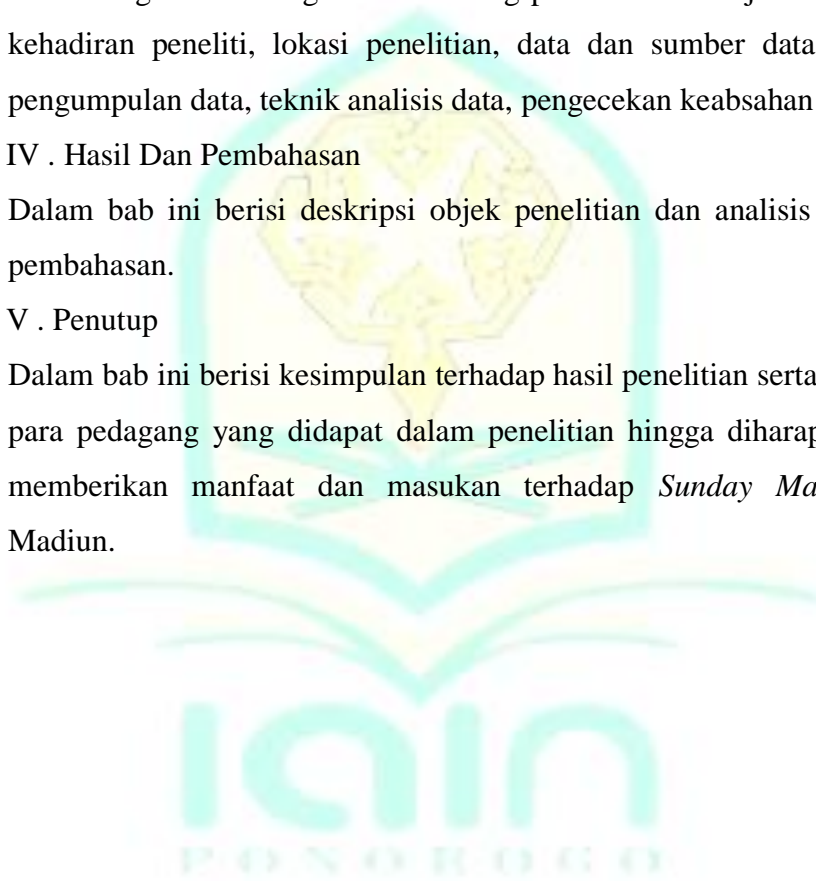 kehadiran peneliti, lokasi penelitian, data dan sumber data
pengumpulan data, teknik analisis data, pengecekan keabsahan
IV . Hasil Dan Pembahasan
Dalam bab ini berisi deskripsi objek penelitian dan analisis
pembahasan.
V . Penutup
Dalam bab ini berisi kesimpulan terhadap hasil penelitian serta
para pedagang yang didapat dalam penelitian hingga diharap
memberikan manfaat dan masukan terhadap Sunday Ma
Madiun.
iain
PONOROGO